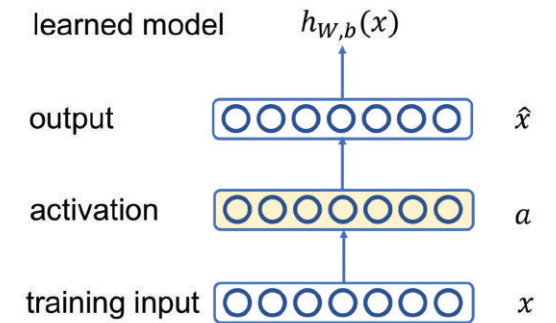 learned model h_{W,b}(x)
output x̂
activation a
training input x